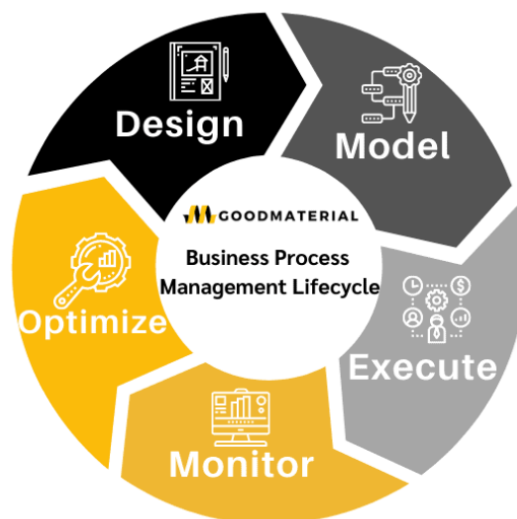 Design
Model
GOODMATERIAL
Business Process
Management Lifecycle
Optimize
Execute
Monitor